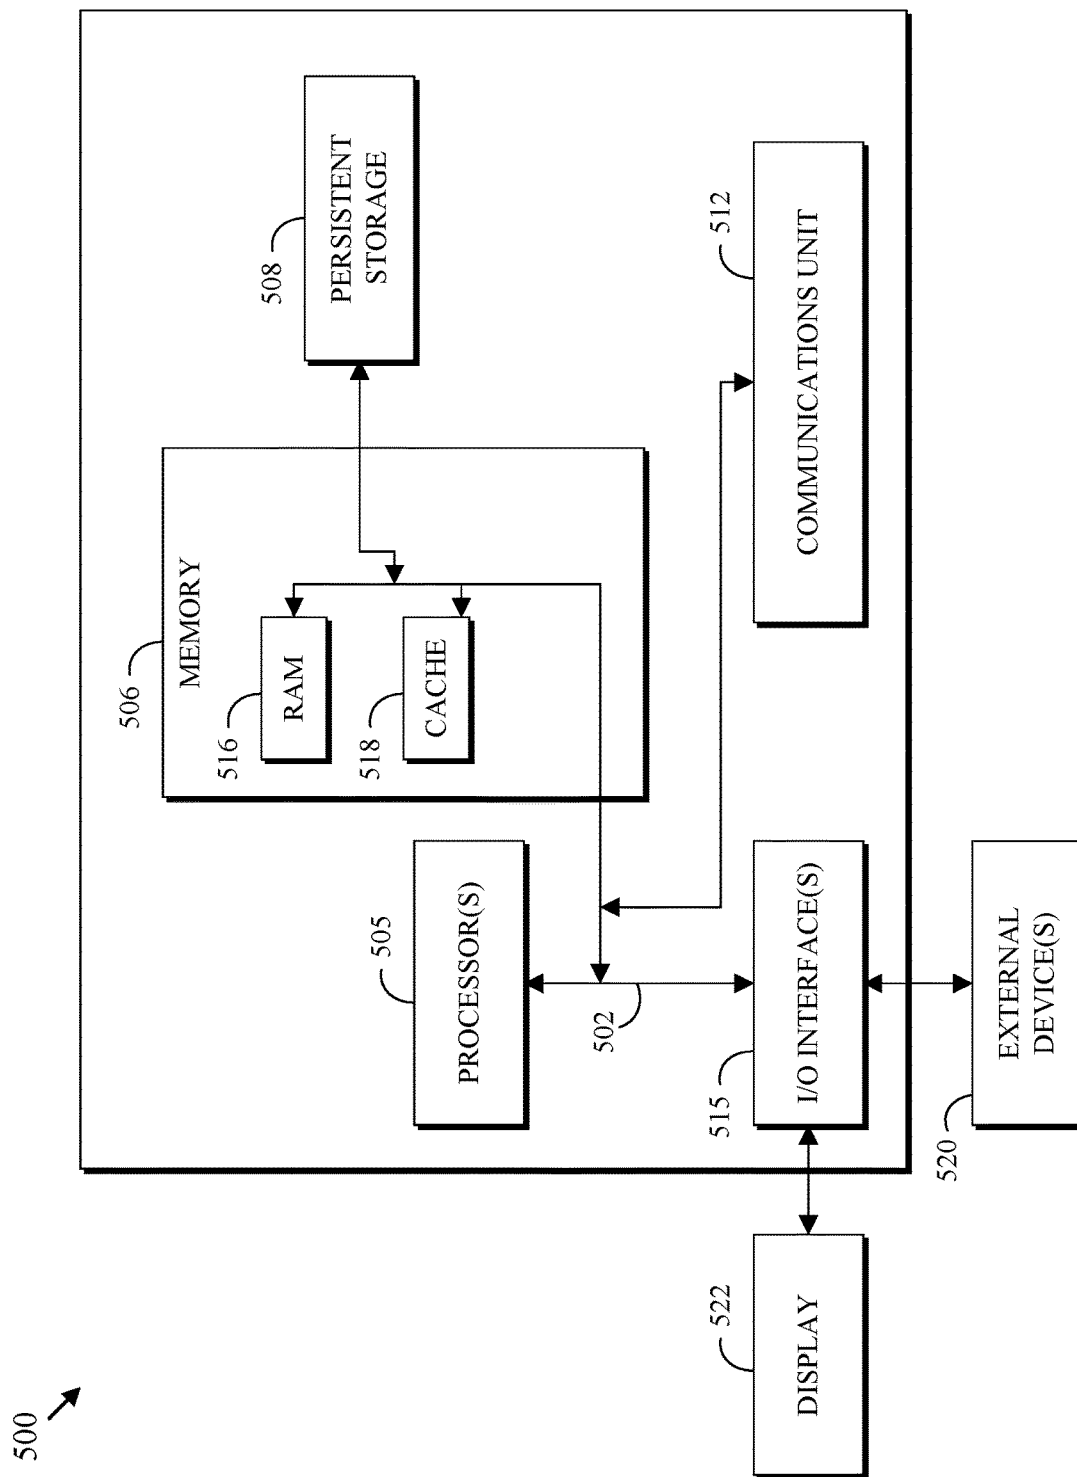 500
506
MEMORY
516
RAM
518
CACHE
508
PERSISTENT
STORAGE
505
PROCESSOR(S)
502
515
I/O INTERFACE(S)
512
COMMUNICATIONS UNIT
522
DISPLAY
520
EXTERNAL
DEVICE(S)